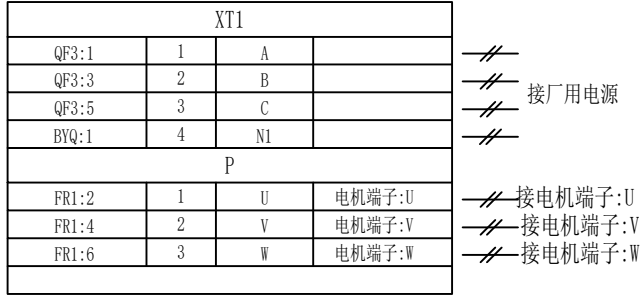 XT1
QF3:1 1 A
QF3:3 2 B
QF3:5 3 C
接厂用电源
BYQ:1 4 N1
P
FR1:2 1 U 电机端子:U 接电机端子:U
FR1:4 2 V 电机端子:V 接电机端子:V
FR1:6 3 W 电机端子:W 接电机端子:W